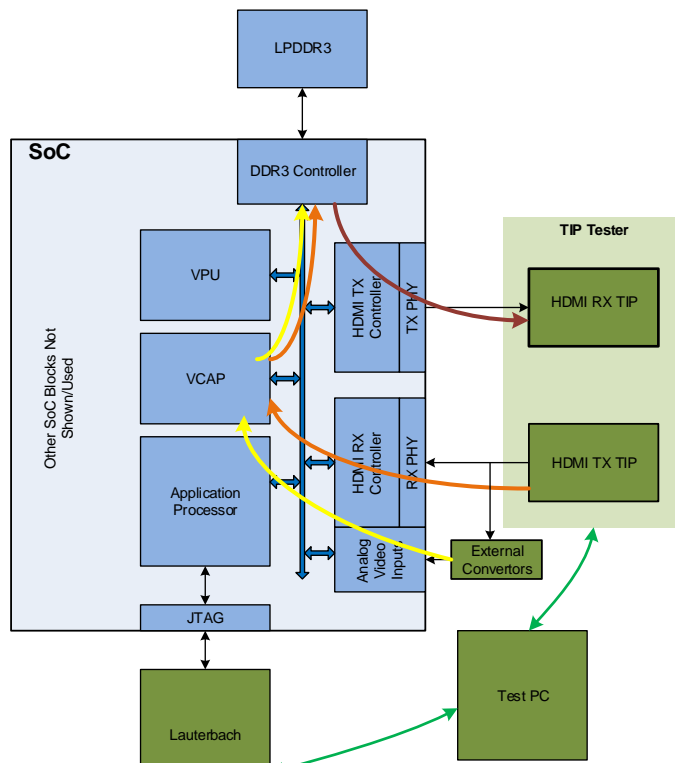 LPDDR3
SoC
DDR3 Controller
TIP Tester
VPU
HDMI TX
Controller
TX PHY
HDMI RX TIP
Other SoC Blocks Not
Shown/Used
VCAP
HDMI RX
Controller
RX PHY
HDMI TX TIP
Application
Processor
Analog
Video
Inputs
External
Convertors
JTAG
Lauterbach
Test PC